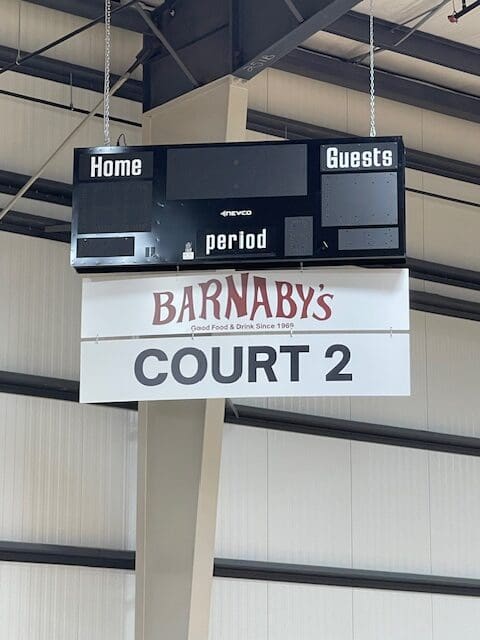 Home Guests
NEVCO
period
BARNABY'S
Good Food & Drink Since 1969
COURT 2